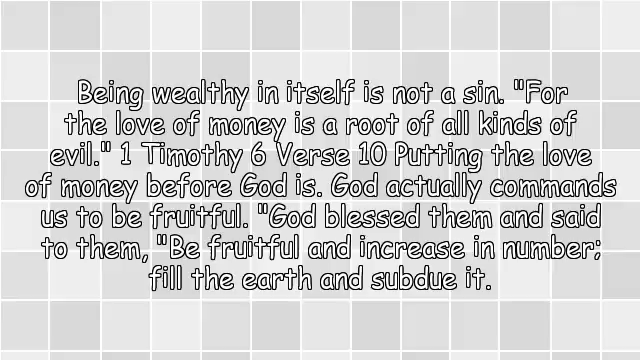 Being wealthy in itself is not a sin. "For
the love of money is a root of all kinds of
evil." 1 Timothy 6 Verse 10 Putting the love
of money before God is. God actually commands
us to be fruitful. "God blessed them and said
to them, "Be fruitful and increase in number;
fill the earth and subdue it.